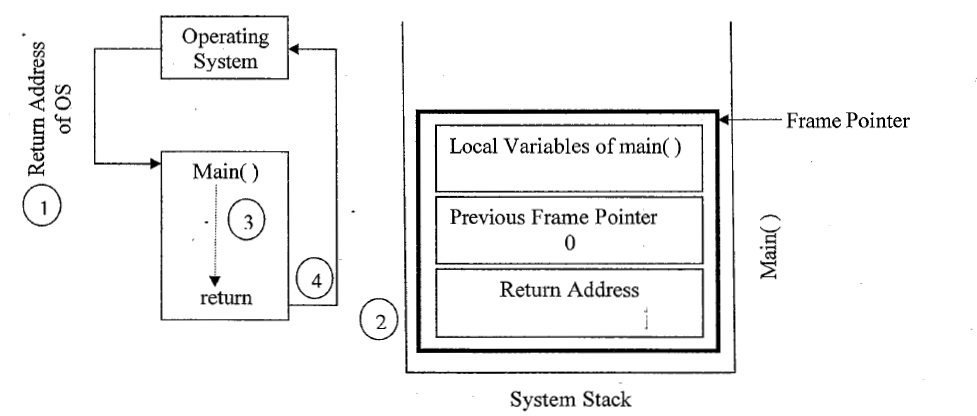 Operating
System
Return Address
of OS
1
Main( )
3
return
4
2
Local Variables of main( )
Previous Frame Pointer
0
Return Address
Frame Pointer
Main( )
System Stack